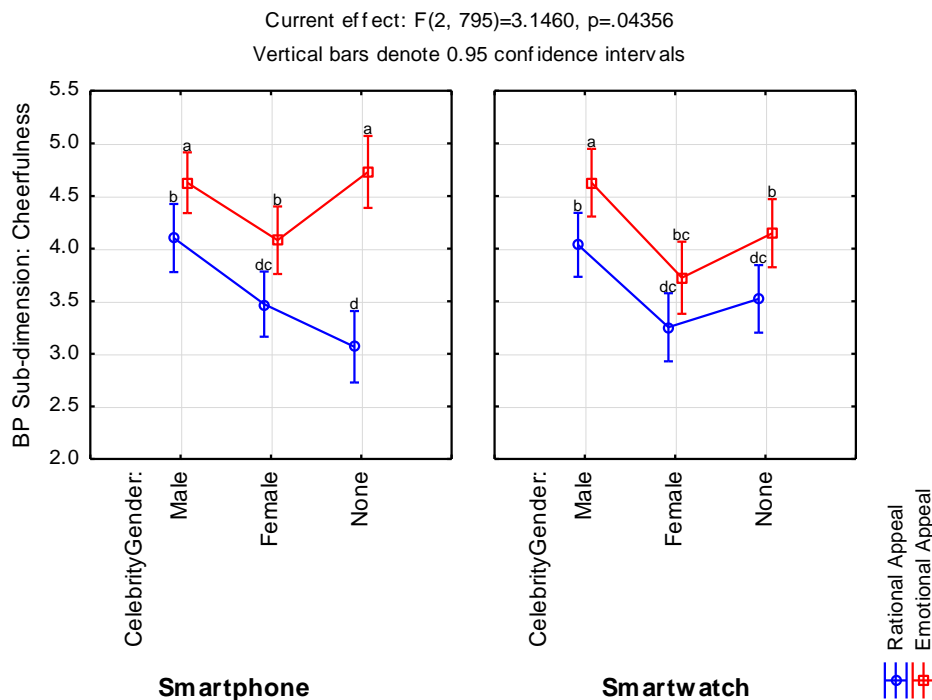 Current effect: F(2, 795)=3.1460, p=.04356
Vertical bars denote 0.95 confidence intervals
BP Sub-dimension: Cheerfulness
5.5
5.0
4.5
4.0
3.5
3.0
2.5
2.0
a
b
b
dc
a
d
a
b
bc
dc
b
dc
CelebrityGender:
Male
Female
None
CelebrityGender:
Male
Female
None
Smartphone
Smartwatch
Rational Appeal
Emotional Appeal